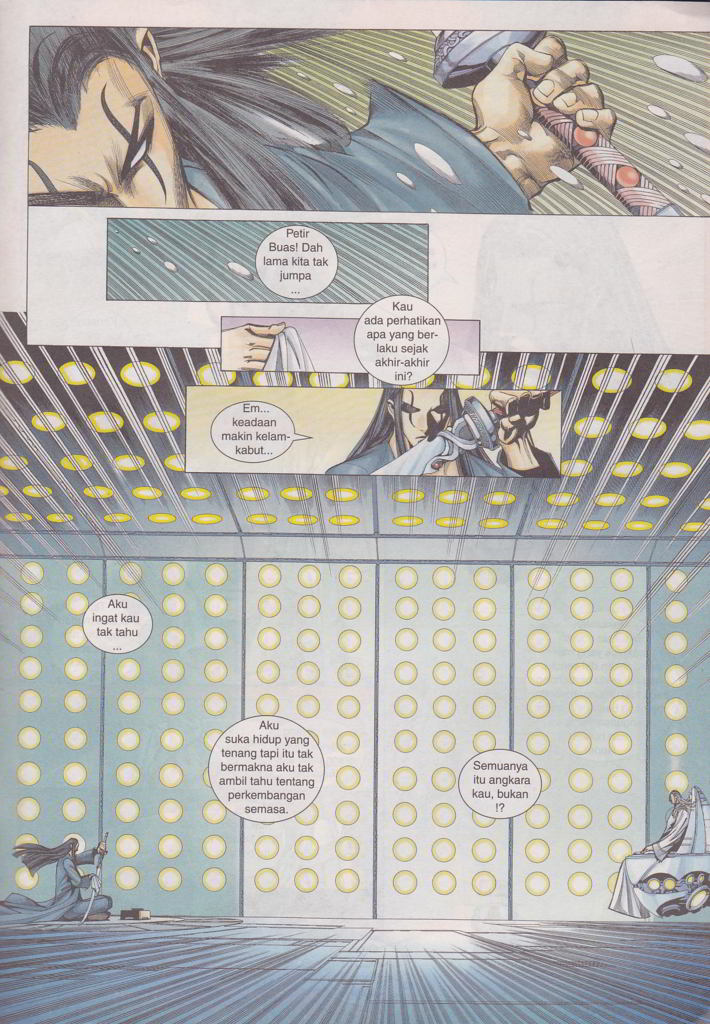 Petir
Buas! Dah
lama kita tak
jumpa
...
Kau
ada perhatikan
apa yang ber-
laku sejak
akhir-akhir
ini?
Em...
keadaan
makin kelam-
kabut...
Aku
ingat kau
tak tahu
...
Aku
suka hidup yang
tenang tapi itu tak
bermakna aku tak
ambil tahu tentang
perkembangan
semasa.
Semuanya
itu angkara
kau, bukan
!?